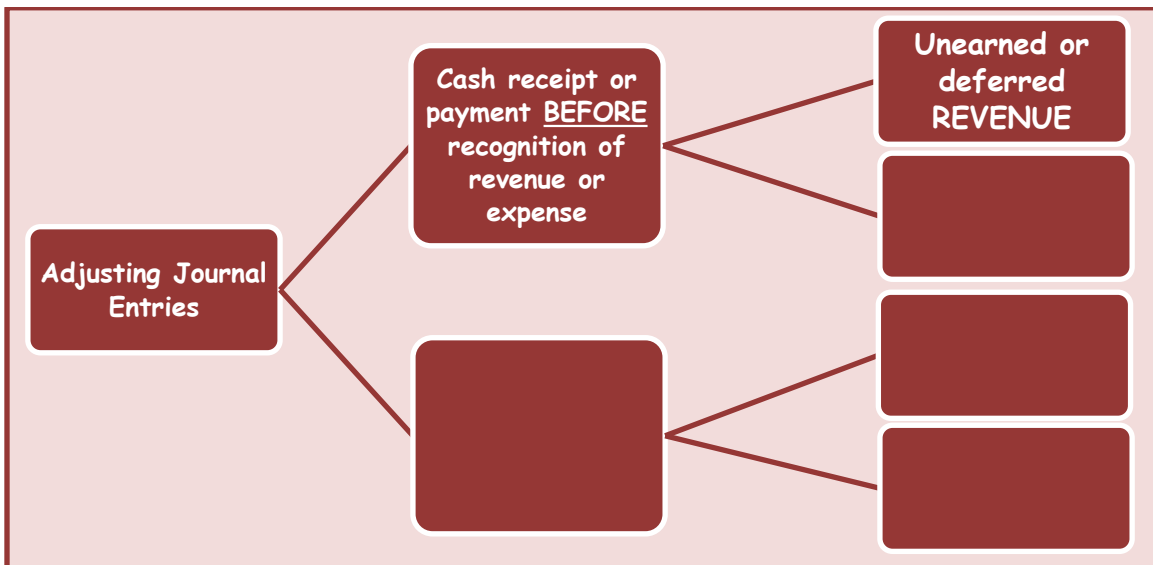 Adjusting Journal
Entries
Cash receipt or
payment BEFORE
recognition of
revenue or
expense
Unearned or
deferred
REVENUE